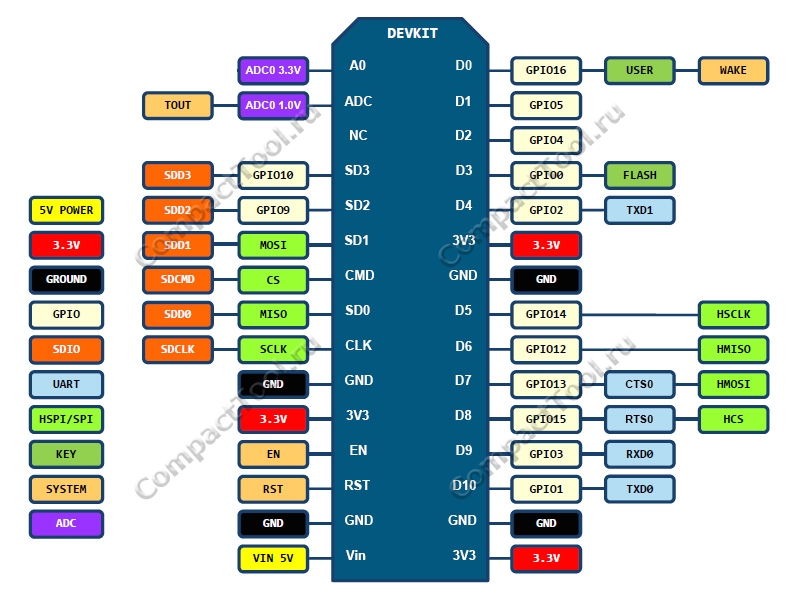 DEVKIT
ADC0 3.3V A0 D0 GPIO16 USER WAKE
TOUT ADC0 1.0V ADC D1 GPIO5
NC D2 GPIO4
SDD3 GPIO10 SD3 D3 GPIO0 FLASH
5V POWER SDD2 GPIO9 SD2 D4 GPIO2 TXD1
3.3V SDD1 MOSI SD1 3V3 3.3V
GROUND SDCMD CS CMD GND GND
GPIO SDD0 MISO SD0 D5 GPIO14 HSCLK
SDIO SDCLK SCLK CLK D6 GPIO12 HMISO
UART GND GND D7 GPIO13 CTS0 HMOSI
HSPI/SPI 3.3V 3V3 D8 GPIO15 RTS0 HCS
KEY EN EN D9 GPIO3 RXD0
SYSTEM RST RST D10 GPIO1 TXD0
ADC GND GND GND GND
VIN 5V Vin 3V3 3.3V
CompactTool.ru
CompactTool.ru
CompactTool.ru
CompactTool.ru